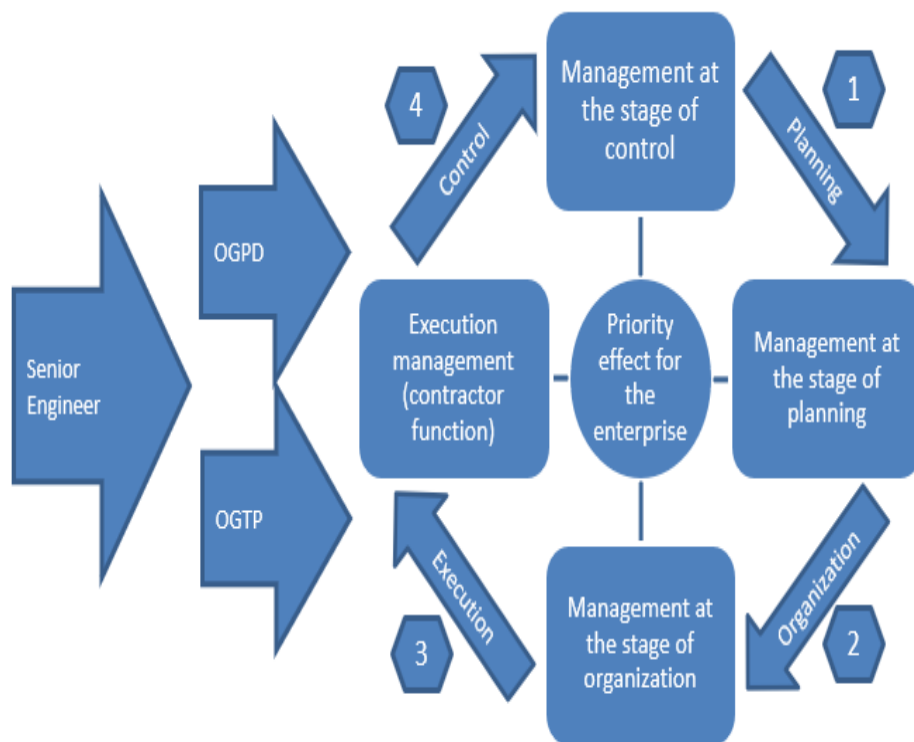 Senior
Engineer
OGPD
OGTP
4
Control
Management at
the stage of
control
1
Planning
Execution
management
(contractor
function)
Priority
effect for
the
enterprise
Management at
the stage of
planning
3
Execution
Management at
the stage of
organization
Organization
2